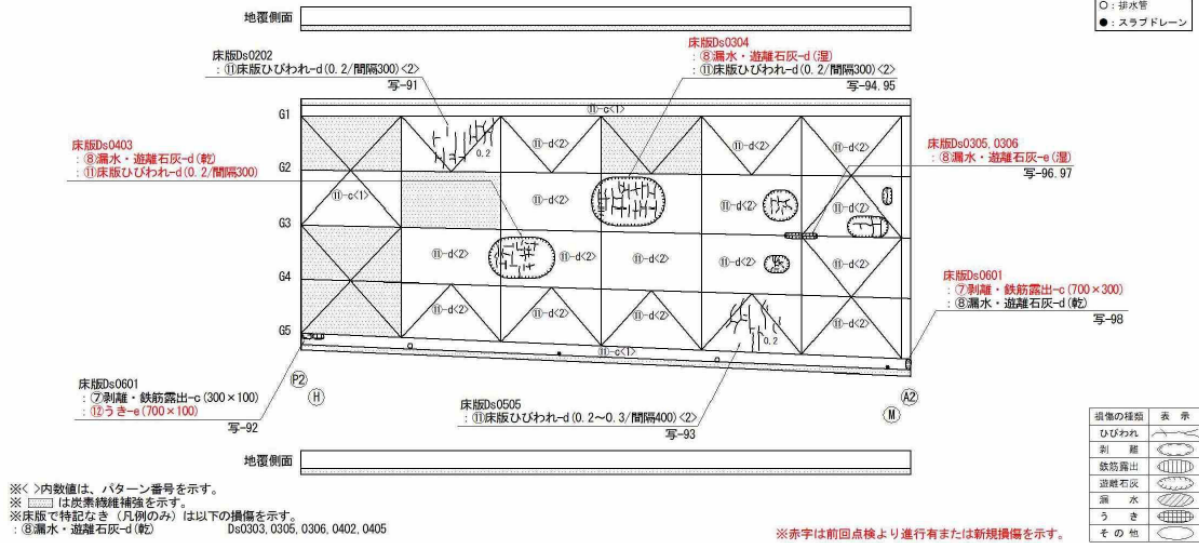 ○：排水管
●：スラブドレーン
地覆側面
床版Ds0202
：⑪床版ひびわれ-d(0.2/間隔300)<2>
写-91
床版Ds0304
：⑧漏水・遊離石灰-d(湿)
：⑪床版ひびわれ-d(0.2/間隔300)<2>
写-94.95
床版Ds0403
：⑧漏水・遊離石灰-d(乾)
：⑪床版ひびわれ-d(0.2/間隔300)
床版Ds0305, 0306
：⑧漏水・遊離石灰-e(湿)
写-96.97
G1
⑪-c<1>
0.2
⑪-d<2>
⑪-d<2>
⑪-d<2>
⑪-d<2>
G2
⑪-c<1>
⑪-d<2>
⑪-d<2>
⑪-d<2>
G3
⑪-d<2>
⑪-d<2>
⑪-d<2>
⑪-d<2>
⑪-d<2>
G4
⑪-d<2>
⑪-d<2>
⑪-d<2>
0.2
⑪-d<2>
G5
⑪-c<1>
P2
H
M
A2
床版Ds0601
：⑦剥離・鉄筋露出-c(700×300)
：⑧漏水・遊離石灰-d(乾)
写-98
床版Ds0601
：⑦剥離・鉄筋露出-c(300×100)
：⑫うき-e(700×100)
写-92
床版Ds0505
：⑪床版ひびわれ-d(0.2～0.3/間隔400)<2>
写-93
地覆側面
損傷の種類 表示
ひびわれ
剥離
鉄筋露出
遊離石灰
漏水
うき
その他
※< >内数値は、パターン番号を示す。
※ は炭素繊維補強を示す。
※床版で特記なき（凡例のみ）は以下の損傷を示す。
：⑧漏水・遊離石灰-d(乾) Ds0303, 0305, 0306, 0402, 0405
※赤字は前回点検より進行有または新規損傷を示す。